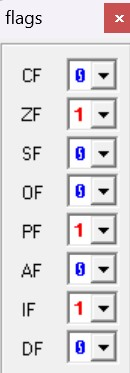 flags
CF 0
ZF 1
SF 0
OF 0
PF 1
AF 0
IF 1
DF 0